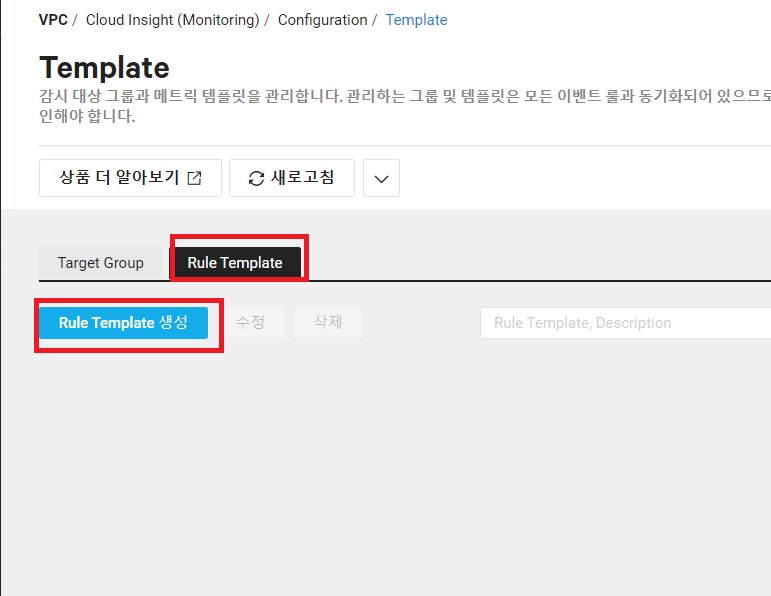 VPC / Cloud Insight (Monitoring) / Configuration / Template
Template
감시 대상 그룹과 메트릭 템플릿을 관리합니다. 관리하는 그룹 및 템플릿은 모든 이벤트 룰과 동기화되어 있으므로
인해야 합니다.
상품 더 알아보기 새로고침
Target Group Rule Template
Rule Template 생성 수정 삭제 Rule Template, Description